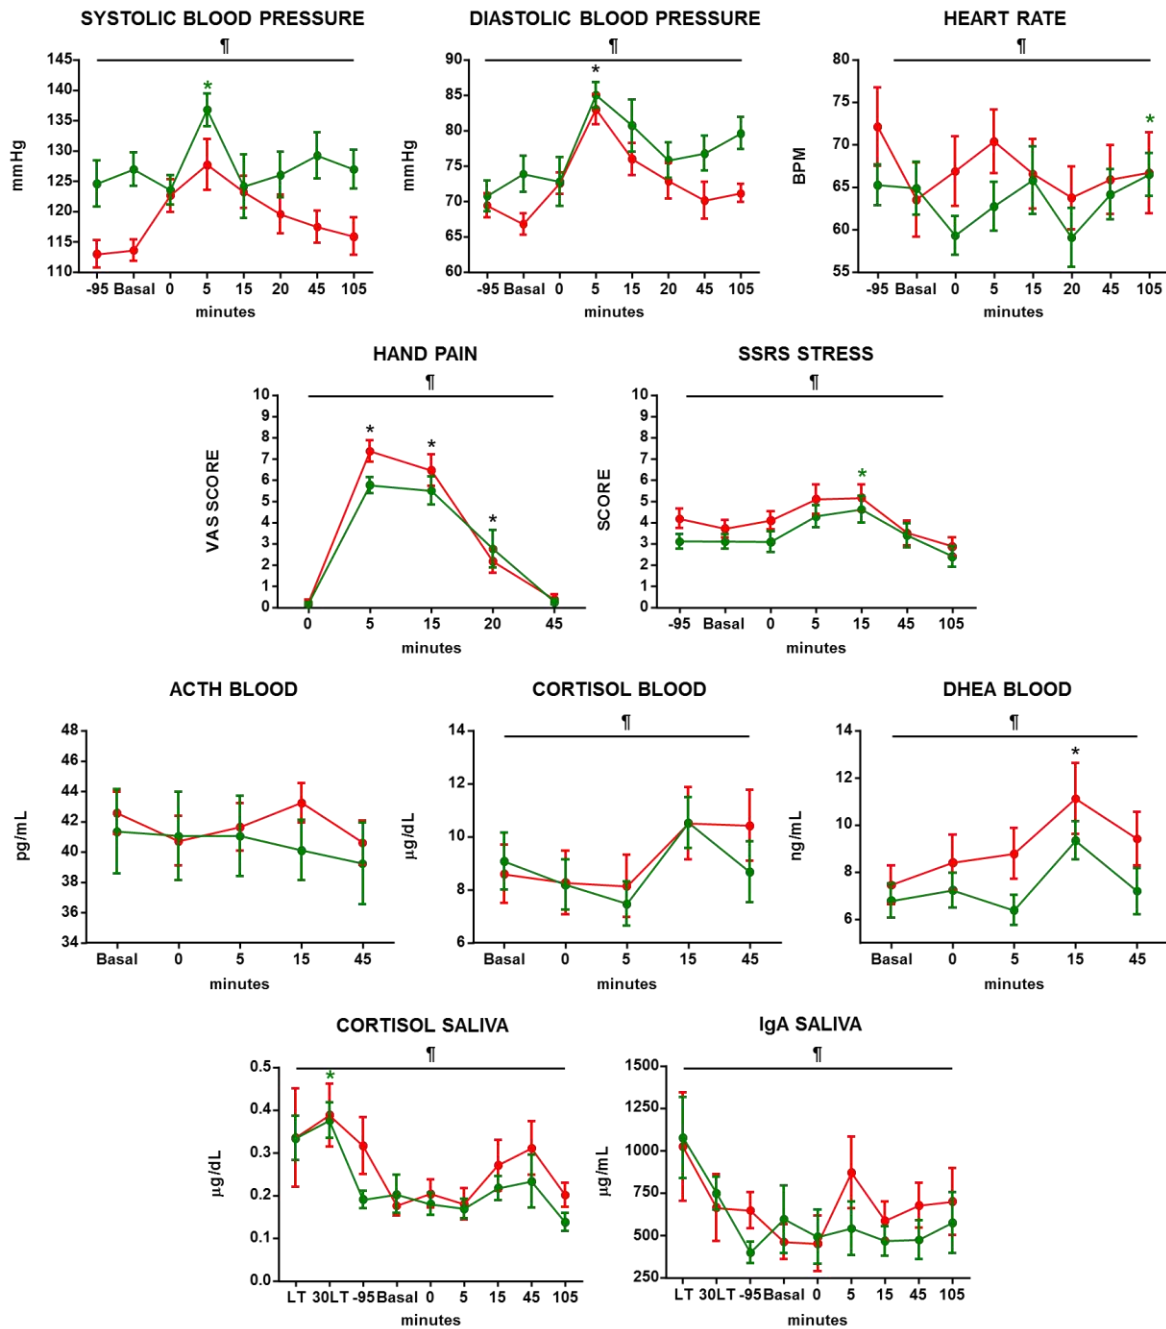 SYSTOLIC BLOOD PRESSURE
¶
*
mmHg
145
140
135
130
125
120
115
110
-95 Basal 0 5 15 20 45 105
minutes
DIASTOLIC BLOOD PRESSURE
¶
*
mmHg
90
85
80
75
70
65
60
-95 Basal 0 5 15 20 45 105
minutes
HEART RATE
¶
*
BPM
80
75
70
65
60
55
-95 Basal 0 5 15 20 45 105
minutes
HAND PAIN
¶
* * *
VAS SCORE
10
9
8
7
6
5
4
3
2
1
0
0 5 15 20 45
minutes
SSRS STRESS
¶
*
SCORE
10
9
8
7
6
5
4
3
2
1
0
-95 Basal 0 5 15 45 105
minutes
ACTH BLOOD
pg/mL
48
46
44
42
40
38
36
34
Basal 0 5 15 45
minutes
CORTISOL BLOOD
¶
µg/dL
14
12
10
8
6
Basal 0 5 15 45
minutes
DHEA BLOOD
¶
*
ng/mL
14
12
10
8
6
Basal 0 5 15 45
minutes
CORTISOL SALIVA
¶
*
µg/dL
0.5
0.4
0.3
0.2
0.1
0.0
LT 30LT -95 Basal 0 5 15 45 105
minutes
IgA SALIVA
¶
µg/mL
1500
1250
1000
750
500
250
LT 30LT -95 Basal 0 5 15 45 105
minutes